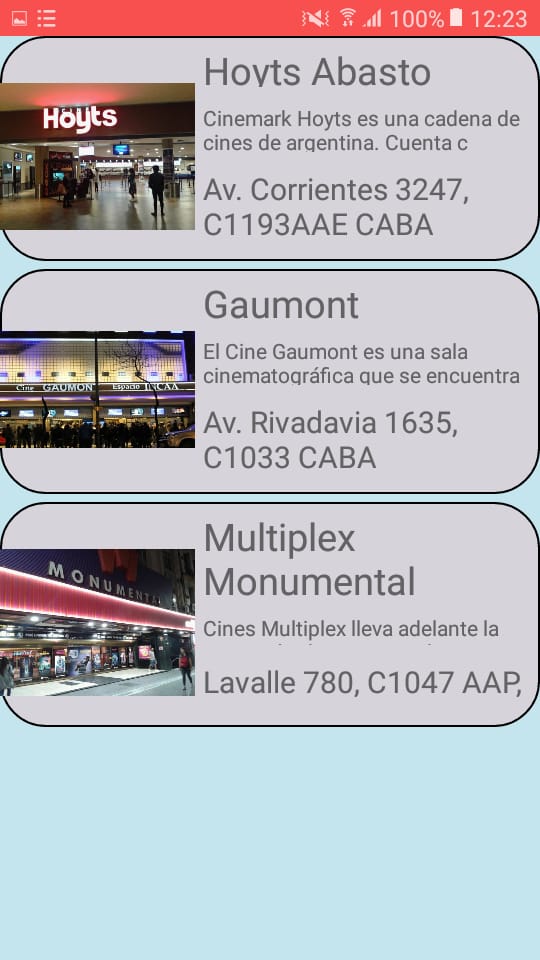 100% 12:23
Hoyts Abasto
Hoyts
Cinemark Hoyts es una cadena de
cines de argentina. Cuenta c
Av. Corrientes 3247,
C1193AAE CABA
Gaumont
El Cine Gaumont es una sala
cinematográfica que se encuentra
Cine GAUMONT Espacio INCAA
Av. Rivadavia 1635,
C1033 CABA
Multiplex
Monumental
MONUMENTAL
Cines Multiplex lleva adelante la
Lavalle 780, C1047 AAP,